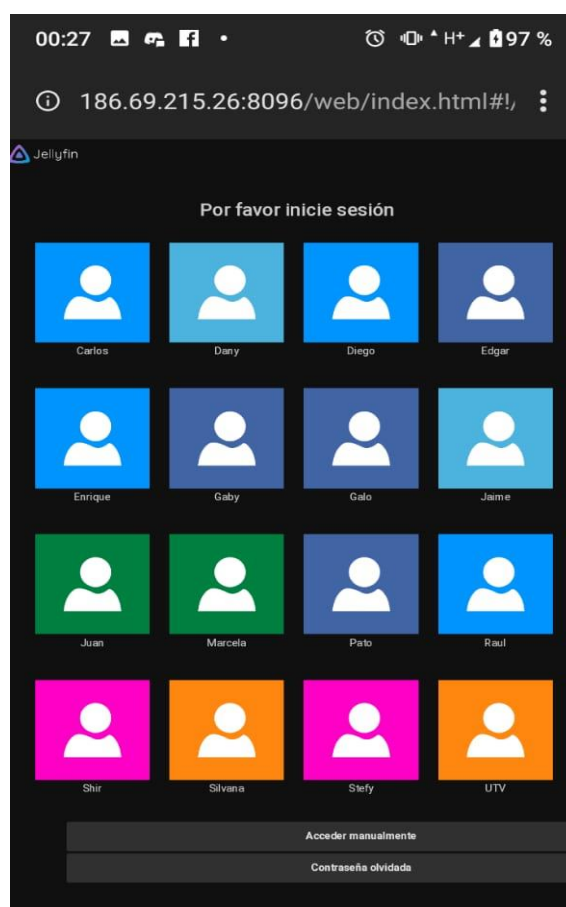 00:27 H+ 97 %
186.69.215.26:8096/web/index.html#!/
Jellyfin
Por favor inicie sesión
Carlos Dany Diego Edgar
Enrique Gaby Galo Jaime
Juan Marcela Pato Raul
Shir Silvana Stefy UTV
Acceder manualmente
Contraseña olvidada